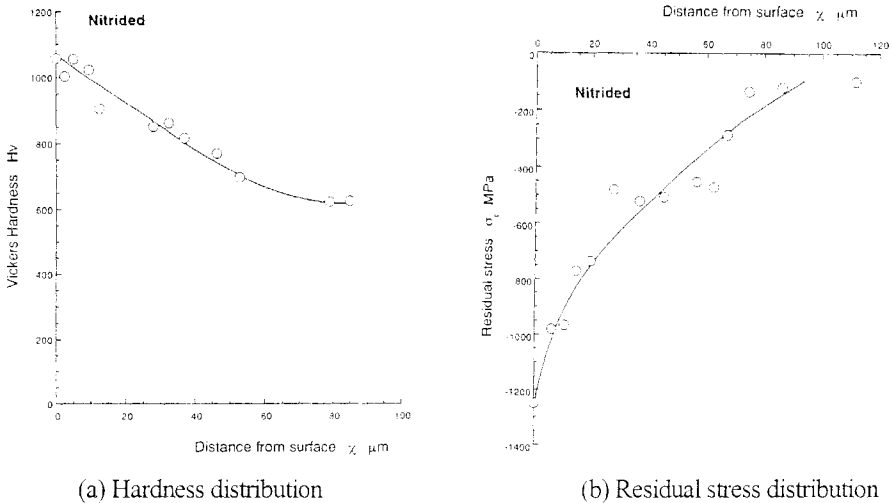 Nitrided
1200
1000
800
600
400
200
0
0 20 40 60 80 100
Vickers Hardness Hv
Distance from surface χ μm
(a) Hardness distribution
Distance from surface χ μm
0 20 40 60 80 100 120
0
-200
-400
-600
-800
-1000
-1200
-1400
Nitrided
Residual stress σr MPa
(b) Residual stress distribution